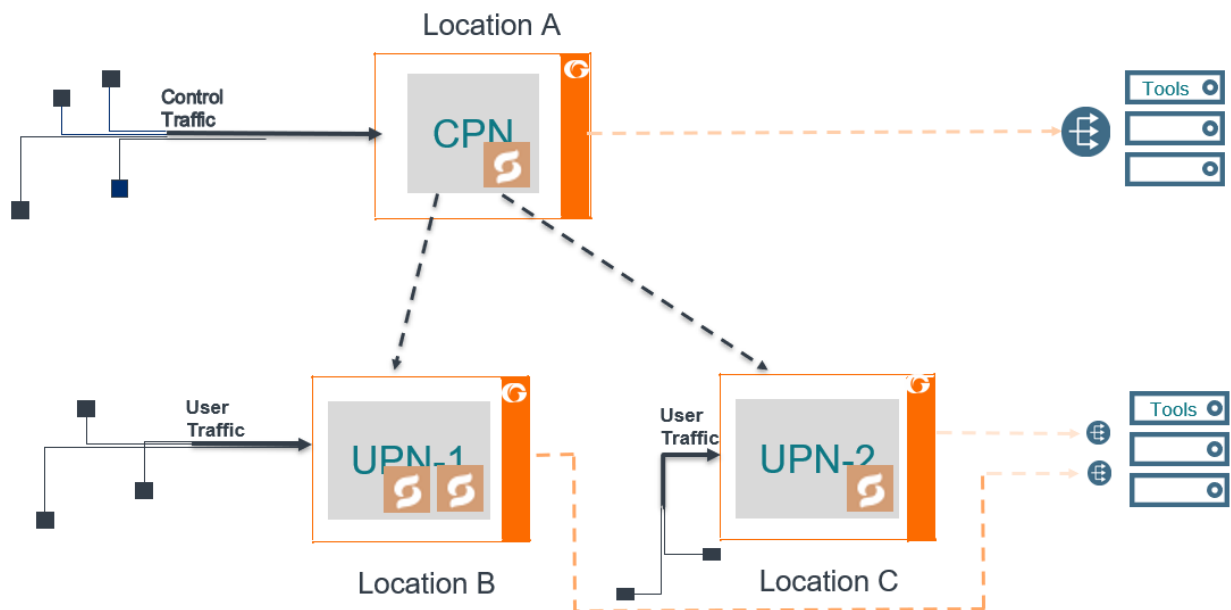 Location A
Control
Traffic
CPN
Tools
User
Traffic
UPN-1
Location B
User
Traffic
UPN-2
Location C
Tools